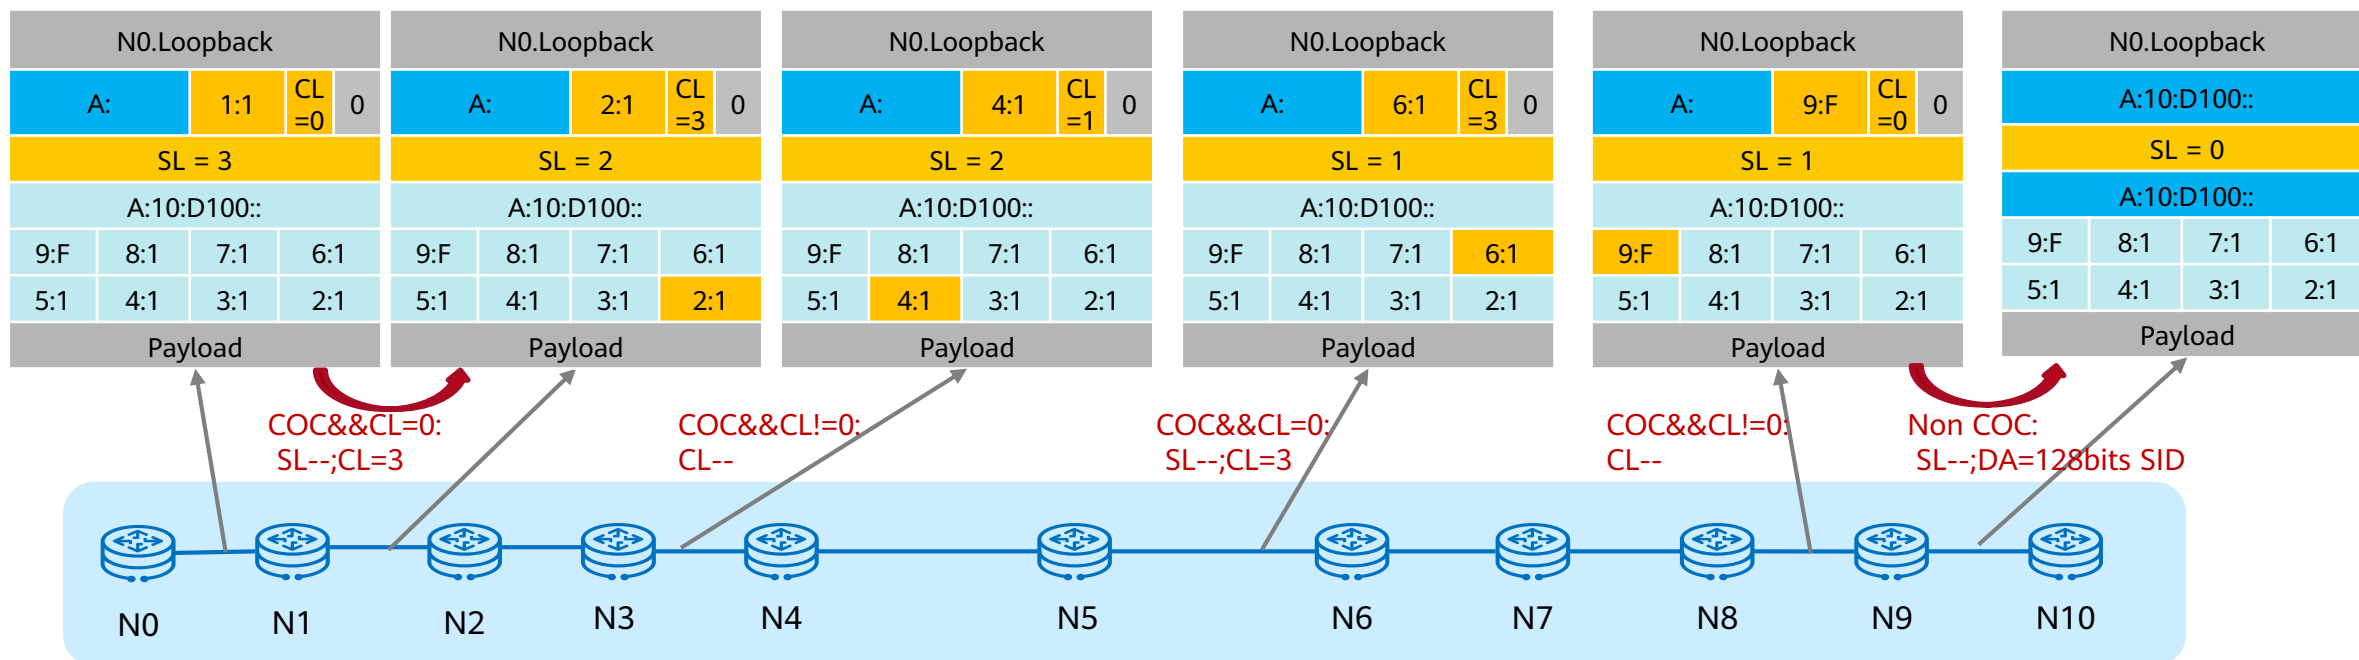 N0.Loopback N0.Loopback N0.Loopback N0.Loopback N0.Loopback N0.Loopback
A: 1:1 CL =0 0 A: 2:1 CL =3 0 A: 4:1 CL =1 0 A: 6:1 CL =3 0 A: 9:F CL =0 0 A:10:D100::
SL = 3 SL = 2 SL = 2 SL = 1 SL = 1 SL = 0
A:10:D100:: A:10:D100:: A:10:D100:: A:10:D100:: A:10:D100:: A:10:D100::
9:F 8:1 7:1 6:1 9:F 8:1 7:1 6:1 9:F 8:1 7:1 6:1 9:F 8:1 7:1 6:1 9:F 8:1 7:1 6:1 9:F 8:1 7:1 6:1
5:1 4:1 3:1 2:1 5:1 4:1 3:1 2:1 5:1 4:1 3:1 2:1 5:1 4:1 3:1 2:1 5:1 4:1 3:1 2:1 5:1 4:1 3:1 2:1
Payload Payload Payload Payload Payload Payload
COC&&CL=0: COC&&CL!=0: COC&&CL=0: COC&&CL!=0: Non COC:
SL--;CL=3 CL-- SL--;CL=3 CL-- SL--;DA=128bits SID
N0 N1 N2 N3 N4 N5 N6 N7 N8 N9 N10